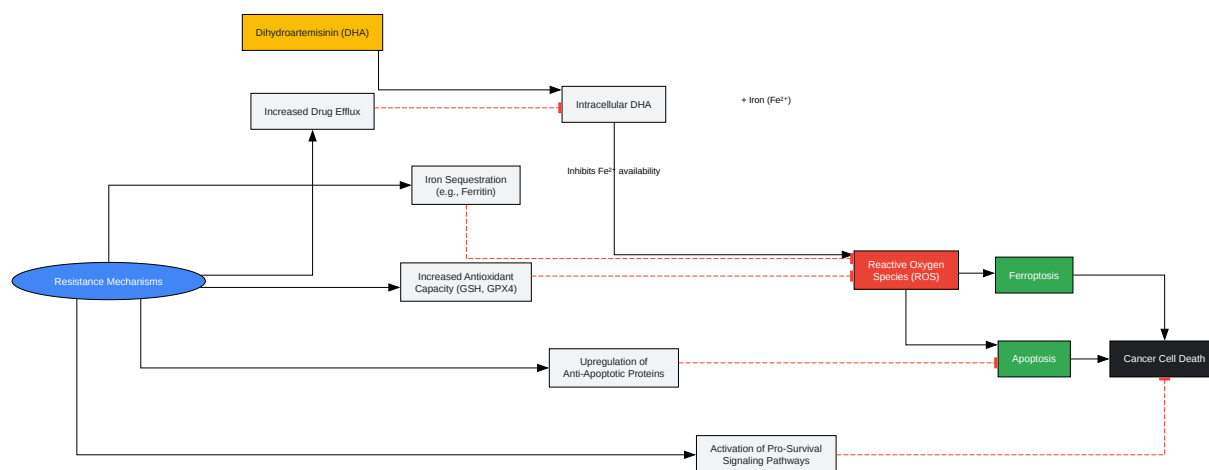 Dihydroartemisinin (DHA)
Increased Drug Efflux
Intracellular DHA
+ Iron (Fe²⁺)
Inhibits Fe²⁺ availability
Iron Sequestration
(e.g., Ferritin)
Resistance Mechanisms
Increased Antioxidant
Capacity (GSH, GPX4)
Reactive Oxygen
Species (ROS)
Ferroptosis
Upregulation of
Anti-Apoptotic Proteins
Apoptosis
Cancer Cell Death
Activation of Pro-Survival
Signaling Pathways